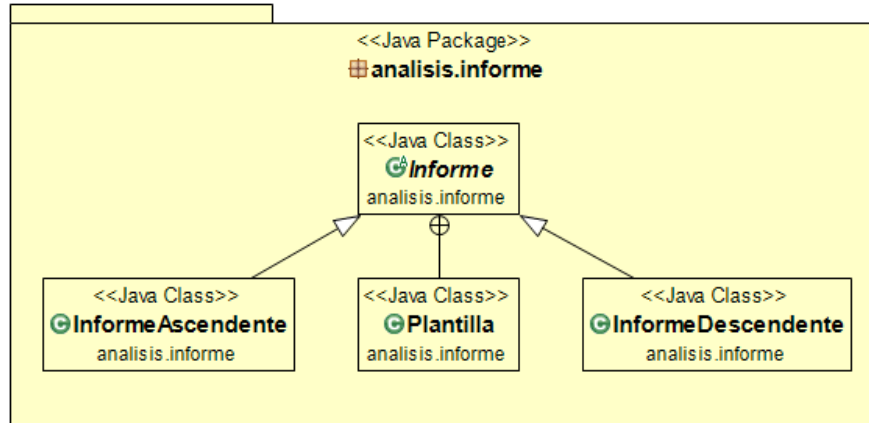 <<Java Package>>
analisis.informe
<<Java Class>>
Informe
analisis.informe
<<Java Class>>
InformeAscendente
analisis.informe
<<Java Class>>
Plantilla
analisis.informe
<<Java Class>>
InformeDescendente
analisis.informe